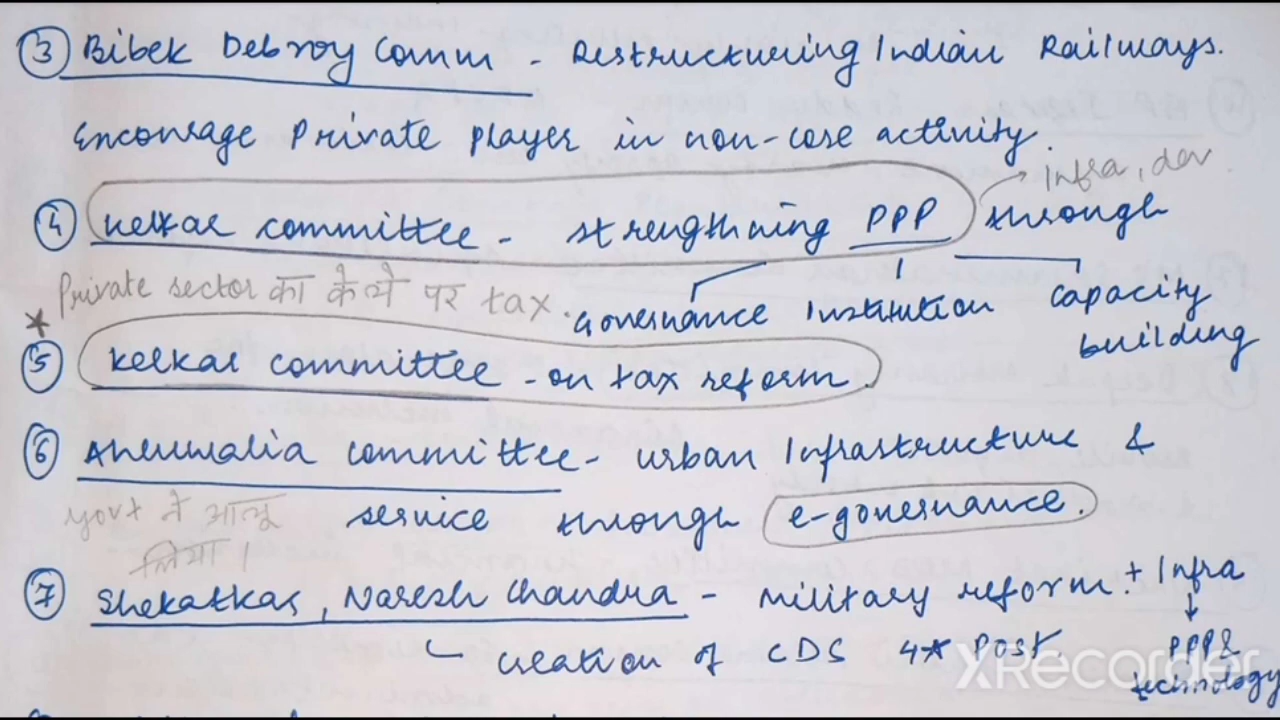 ③ Bibek Debroy Comm - Restructuring Indian Railways.
Encourage Private player in non-core activity
→ infra, dev
④ Kelkar committee - strengthning PPP through
Private sector का के पर tax.
Governance Institution capacity building
* ⑤ Kelkar committee - on tax reform.
⑥ Ahluwalia committee - urban Infrastructure &
service through e-governance.
govt ने
⑦ Shekatkar, Naresh Chandra - military reform. + Infra
↓
creation of CDS 4* POST.
PPP & technology
XRecorder